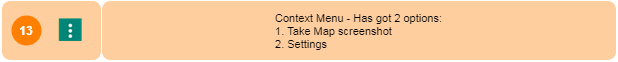 13
Context Menu - Has got 2 options:
1. Take Map screenshot
2. Settings